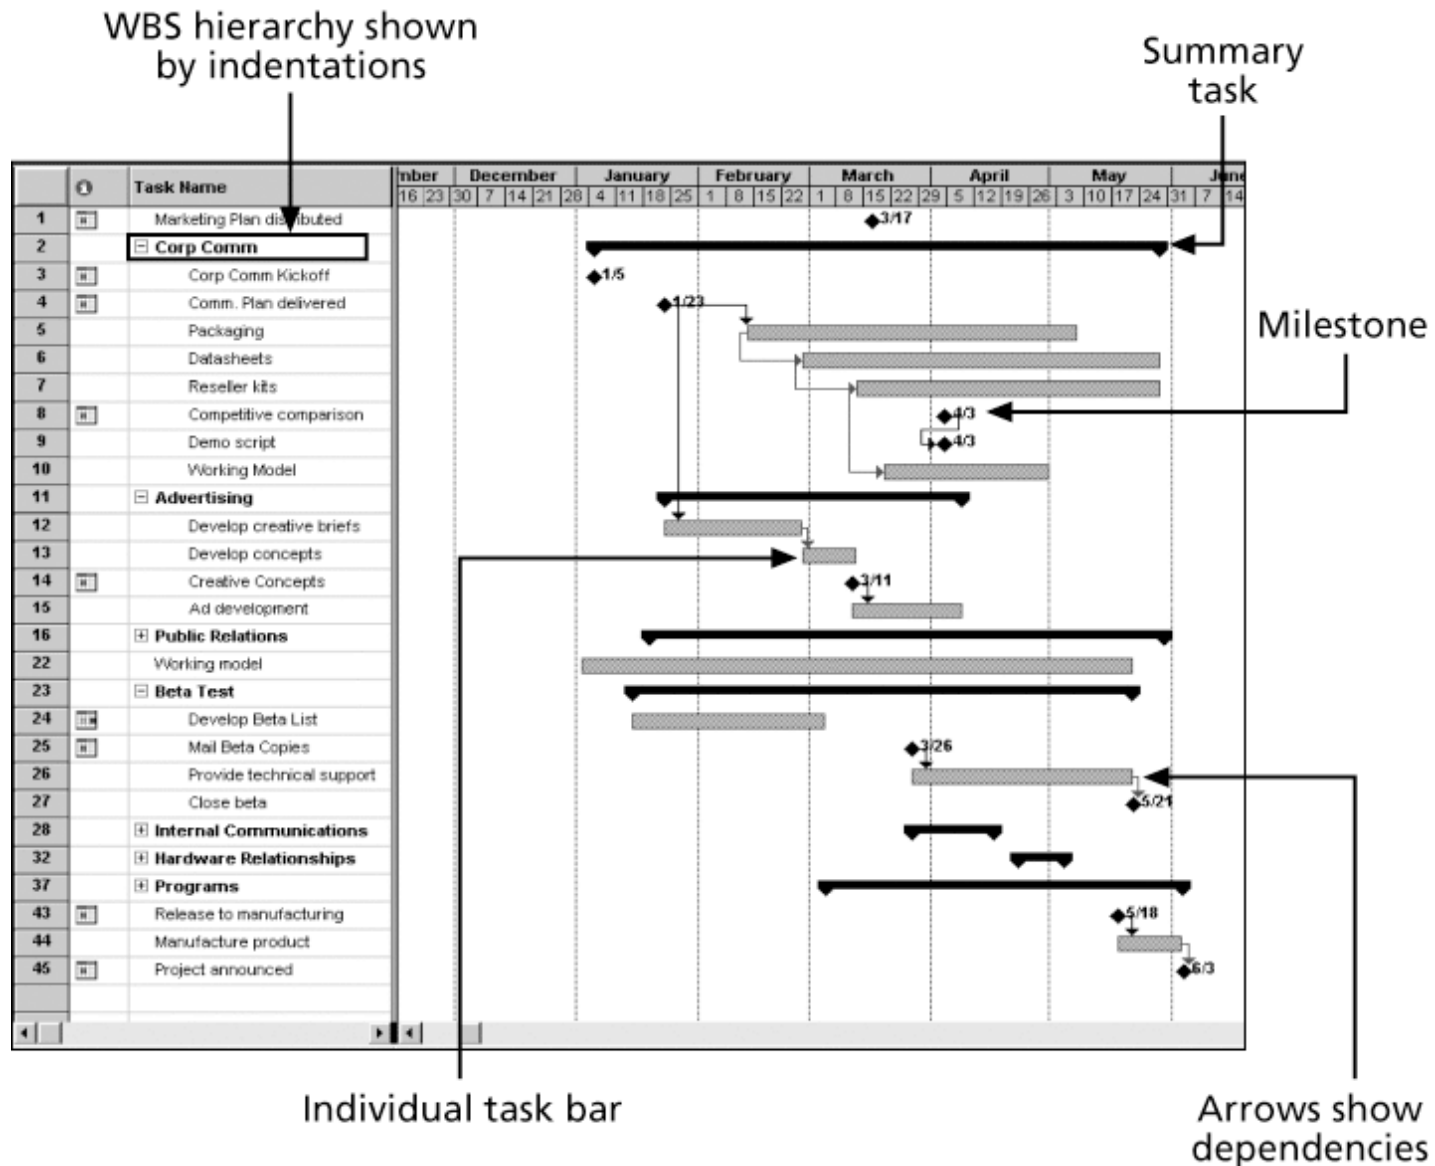 WBS hierarchy shown
by indentations
Summary
task
Task Name
mber December January February March April May June
16 23 30 7 14 21 28 4 11 18 25 1 8 15 22 1 8 15 22 29 5 12 19 26 3 10 17 24 31 7 14
1 Marketing Plan distributed 3/17
2 Corp Comm
3 Corp Comm Kickoff 1/5
4 Comm. Plan delivered 1/23
5 Packaging
Milestone
6 Datasheets
7 Reseller kits
8 Competitive comparison 4/3
9 Demo script 4/3
10 Working Model
11 Advertising
12 Develop creative briefs
13 Develop concepts
14 Creative Concepts 3/11
15 Ad development
16 Public Relations
22 Working model
23 Beta Test
24 Develop Beta List
25 Mail Beta Copies 3/26
26 Provide technical support
27 Close beta 5/21
28 Internal Communications
32 Hardware Relationships
37 Programs
43 Release to manufacturing 5/18
44 Manufacture product
45 Project announced 6/3
Individual task bar
Arrows show
dependencies